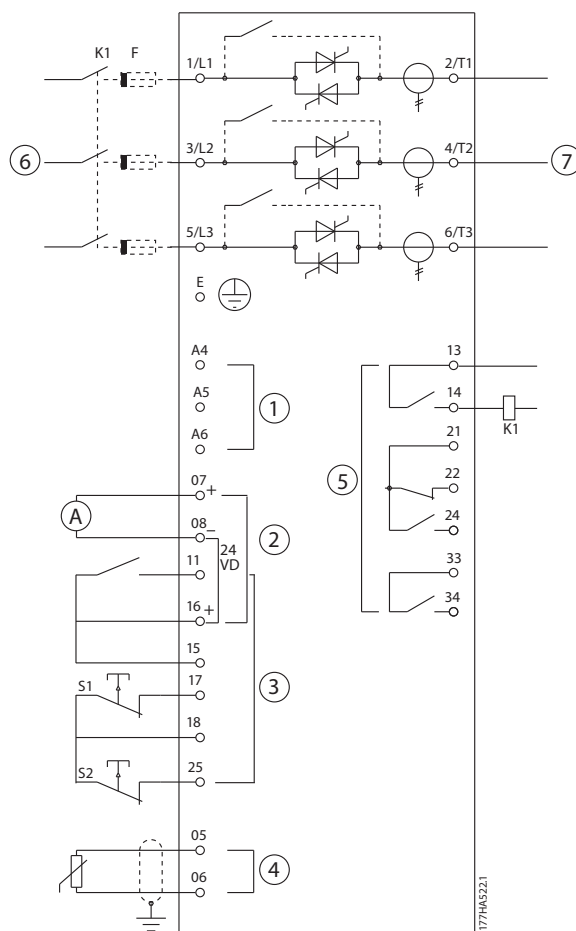 K1 F 1/L1 2/T1
6 3/L2 4/T2 7
5/L3 6/T3
E
A4 13
A5 1 14
A6 K1
21
07 +
5 22
A
08 – 2 24
24
VD
11 33
16 + 34
15
S1 17 3
18
S2 25
05
4
06
177HA522.1